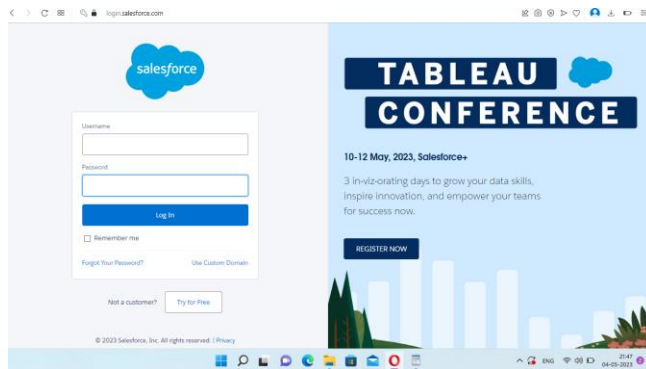 login.salesforce.com
salesforce
Username
Password
Log In
Remember me
Forgot Your Password?
Use Custom Domain
Not a customer?
Try for Free
© 2023 Salesforce, Inc. All rights reserved. | Privacy
TABLEAU
CONFERENCE
10-12 May, 2023, Salesforce+
3 in-viz-orating days to grow your data skills,
inspire innovation, and empower your teams
for success now.
REGISTER NOW
ENG
21:47
04-05-2023